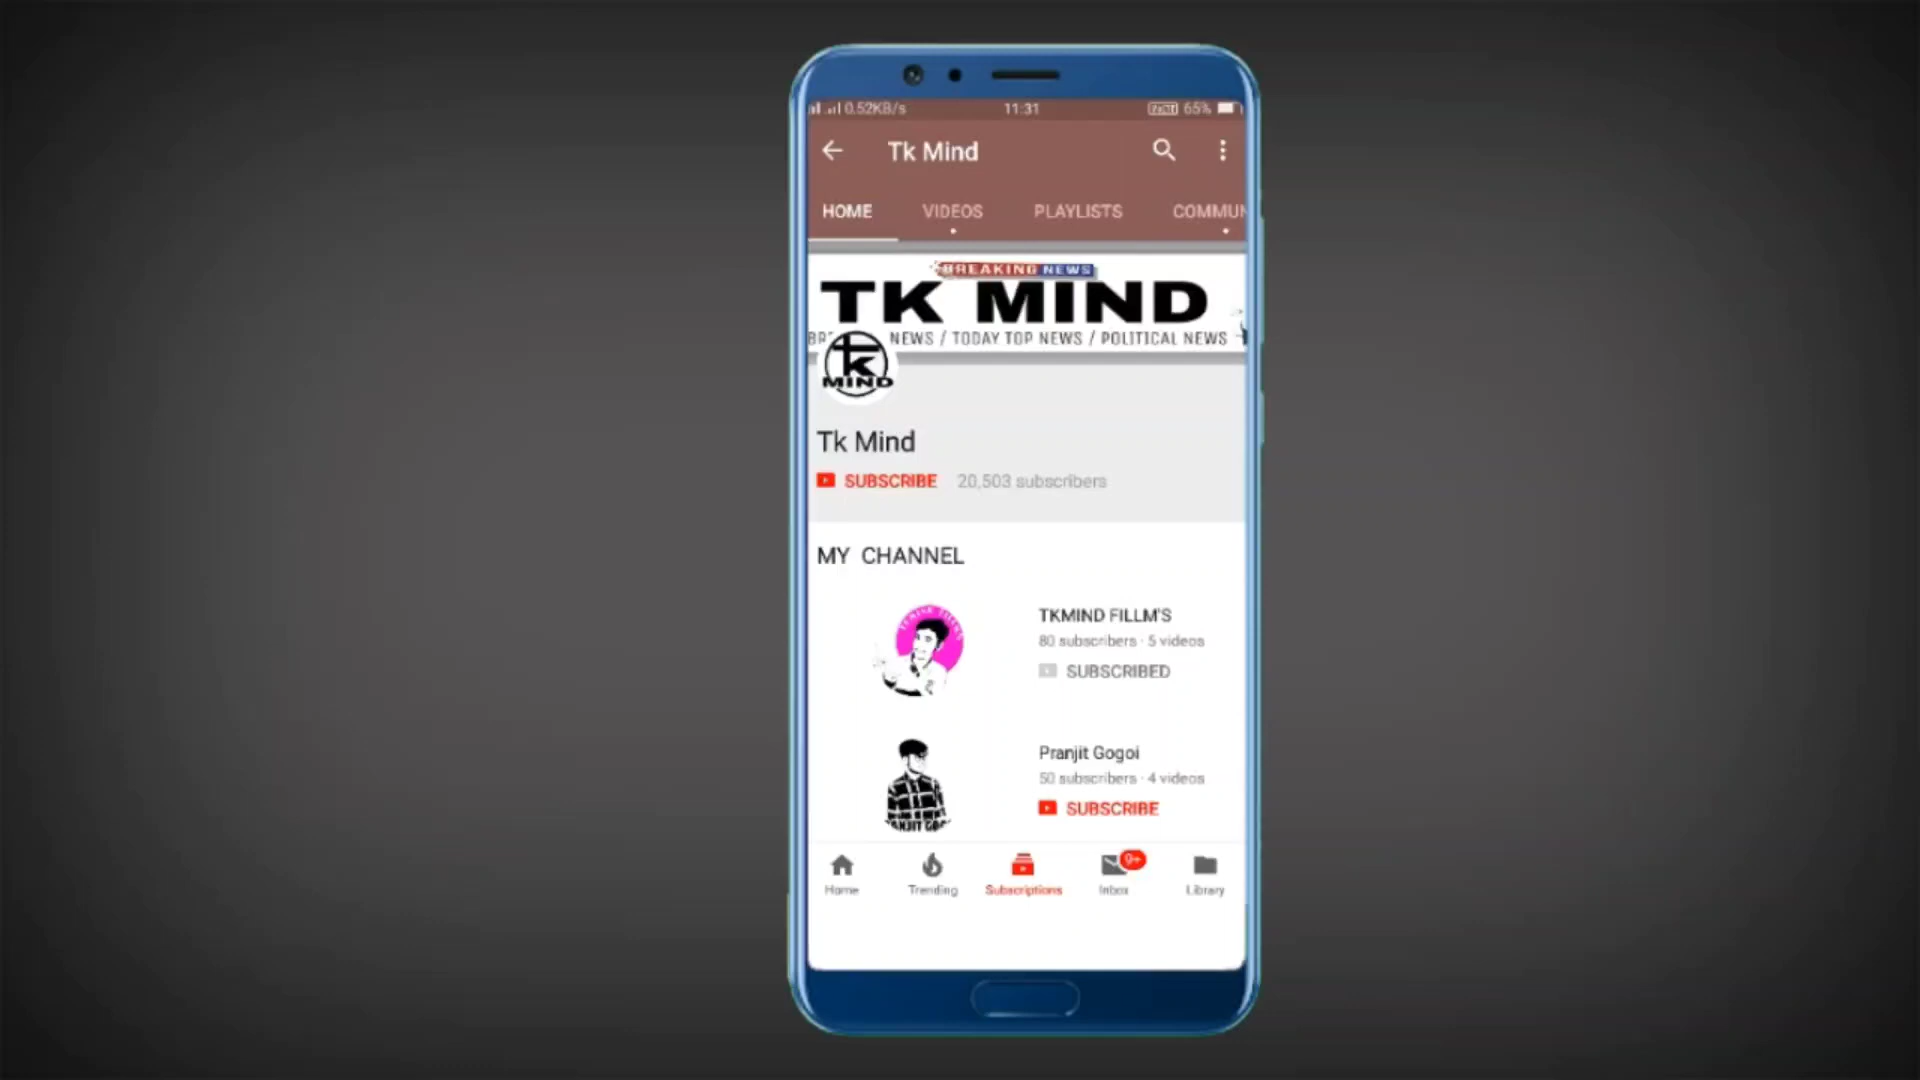 0.52KB/s 11:31 65%
Tk Mind
HOME VIDEOS PLAYLISTS COMMUN
BREAKING NEWS
TK MIND
NEWS / TODAY TOP NEWS / POLITICAL NEWS
tk
MIND
Tk Mind
SUBSCRIBE 20,503 subscribers
MY CHANNEL
TKMIND FILLM'S
80 subscribers · 5 videos
SUBSCRIBED
Pranjit Gogoi
50 subscribers · 4 videos
SUBSCRIBE
9+
Home Trending Subscriptions Inbox Library